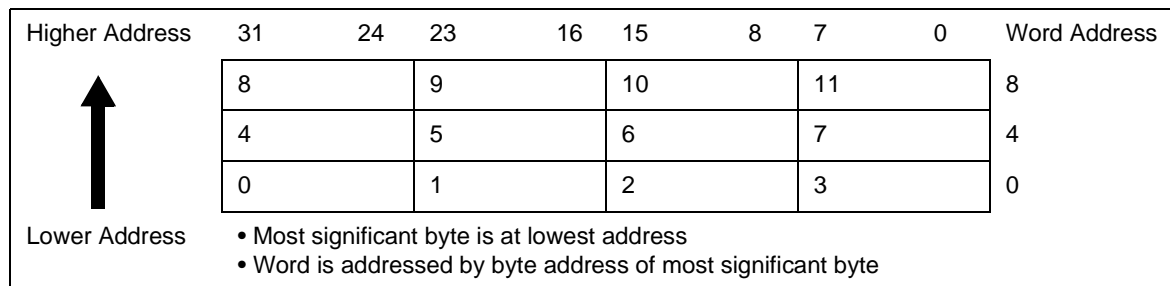 Higher Address 31 24 23 16 15 8 7 0 Word Address
8 9 10 11 8
4 5 6 7 4
0 1 2 3 0
Lower Address • Most significant byte is at lowest address
• Word is addressed by byte address of most significant byte